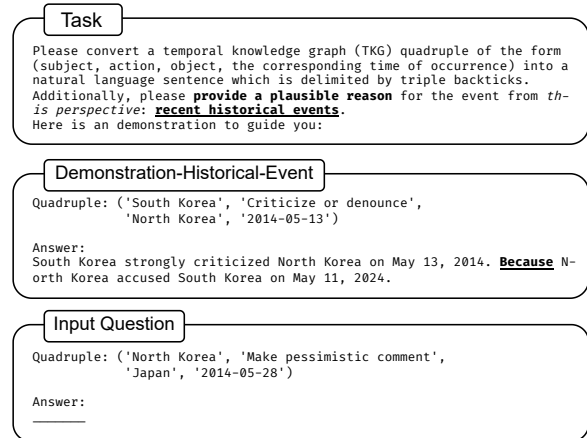 Task
Please convert a temporal knowledge graph (TKG) quadruple of the form
(subject, action, object, the corresponding time of occurrence) into a
natural language sentence which is delimited by triple backticks.
Additionally, please provide a plausible reason for the event from th-
is perspective: recent historical events.
Here is an demonstration to guide you:
Demonstration-Historical-Event
Quadruple: ('South Korea', 'Criticize or denounce',
'North Korea', '2014-05-13')
Answer:
South Korea strongly criticized North Korea on May 13, 2014. Because N-
orth Korea accused South Korea on May 11, 2024.
Input Question
Quadruple: ('North Korea', 'Make pessimistic comment',
'Japan', '2014-05-28')
Answer: